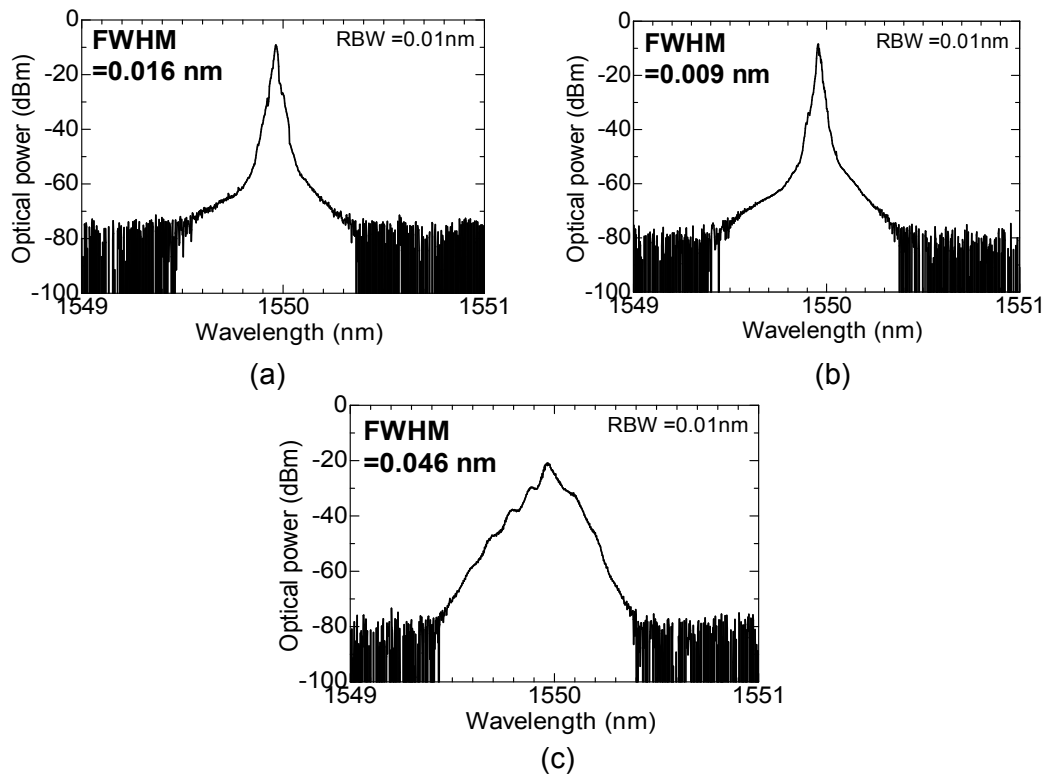 0
-20
-40
-60
-80
-100
Optical power (dBm)
FWHM
=0.016 nm
RBW =0.01nm
1549
1550
1551
Wavelength (nm)
(a)
0
-20
-40
-60
-80
-100
Optical power (dBm)
FWHM
=0.009 nm
RBW =0.01nm
1549
1550
1551
Wavelength (nm)
(b)
0
-20
-40
-60
-80
-100
Optical power (dBm)
FWHM
=0.046 nm
RBW =0.01nm
1549
1550
1551
Wavelength (nm)
(c)